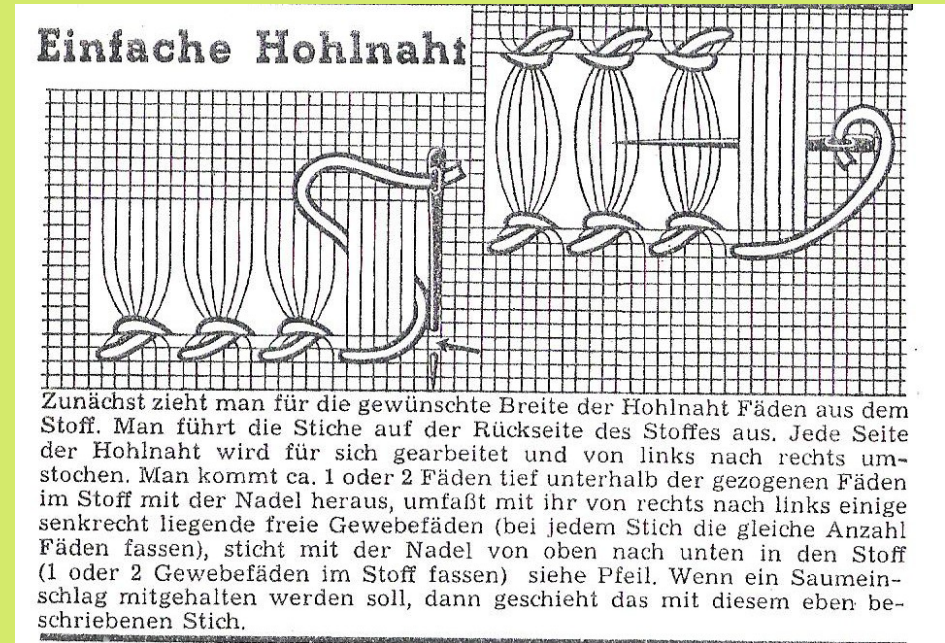 Einfache Hohlnaht
Zunächst zieht man für die gewünschte Breite der Hohlnaht Fäden aus dem
Stoff. Man führt die Stiche auf der Rückseite des Stoffes aus. Jede Seite
der Hohlnaht wird für sich gearbeitet und von links nach rechts um-
stochen. Man kommt ca. 1 oder 2 Fäden tief unterhalb der gezogenen Fäden
im Stoff mit der Nadel heraus, umfaßt mit ihr von rechts nach links einige
senkrecht liegende freie Gewebefäden (bei jedem Stich die gleiche Anzahl
Fäden fassen), sticht mit der Nadel von oben nach unten in den Stoff
(1 oder 2 Gewebefäden im Stoff fassen) siehe Pfeil. Wenn ein Saumein-
schlag mitgehalten werden soll, dann geschieht das mit diesem eben be-
schriebenen Stich.